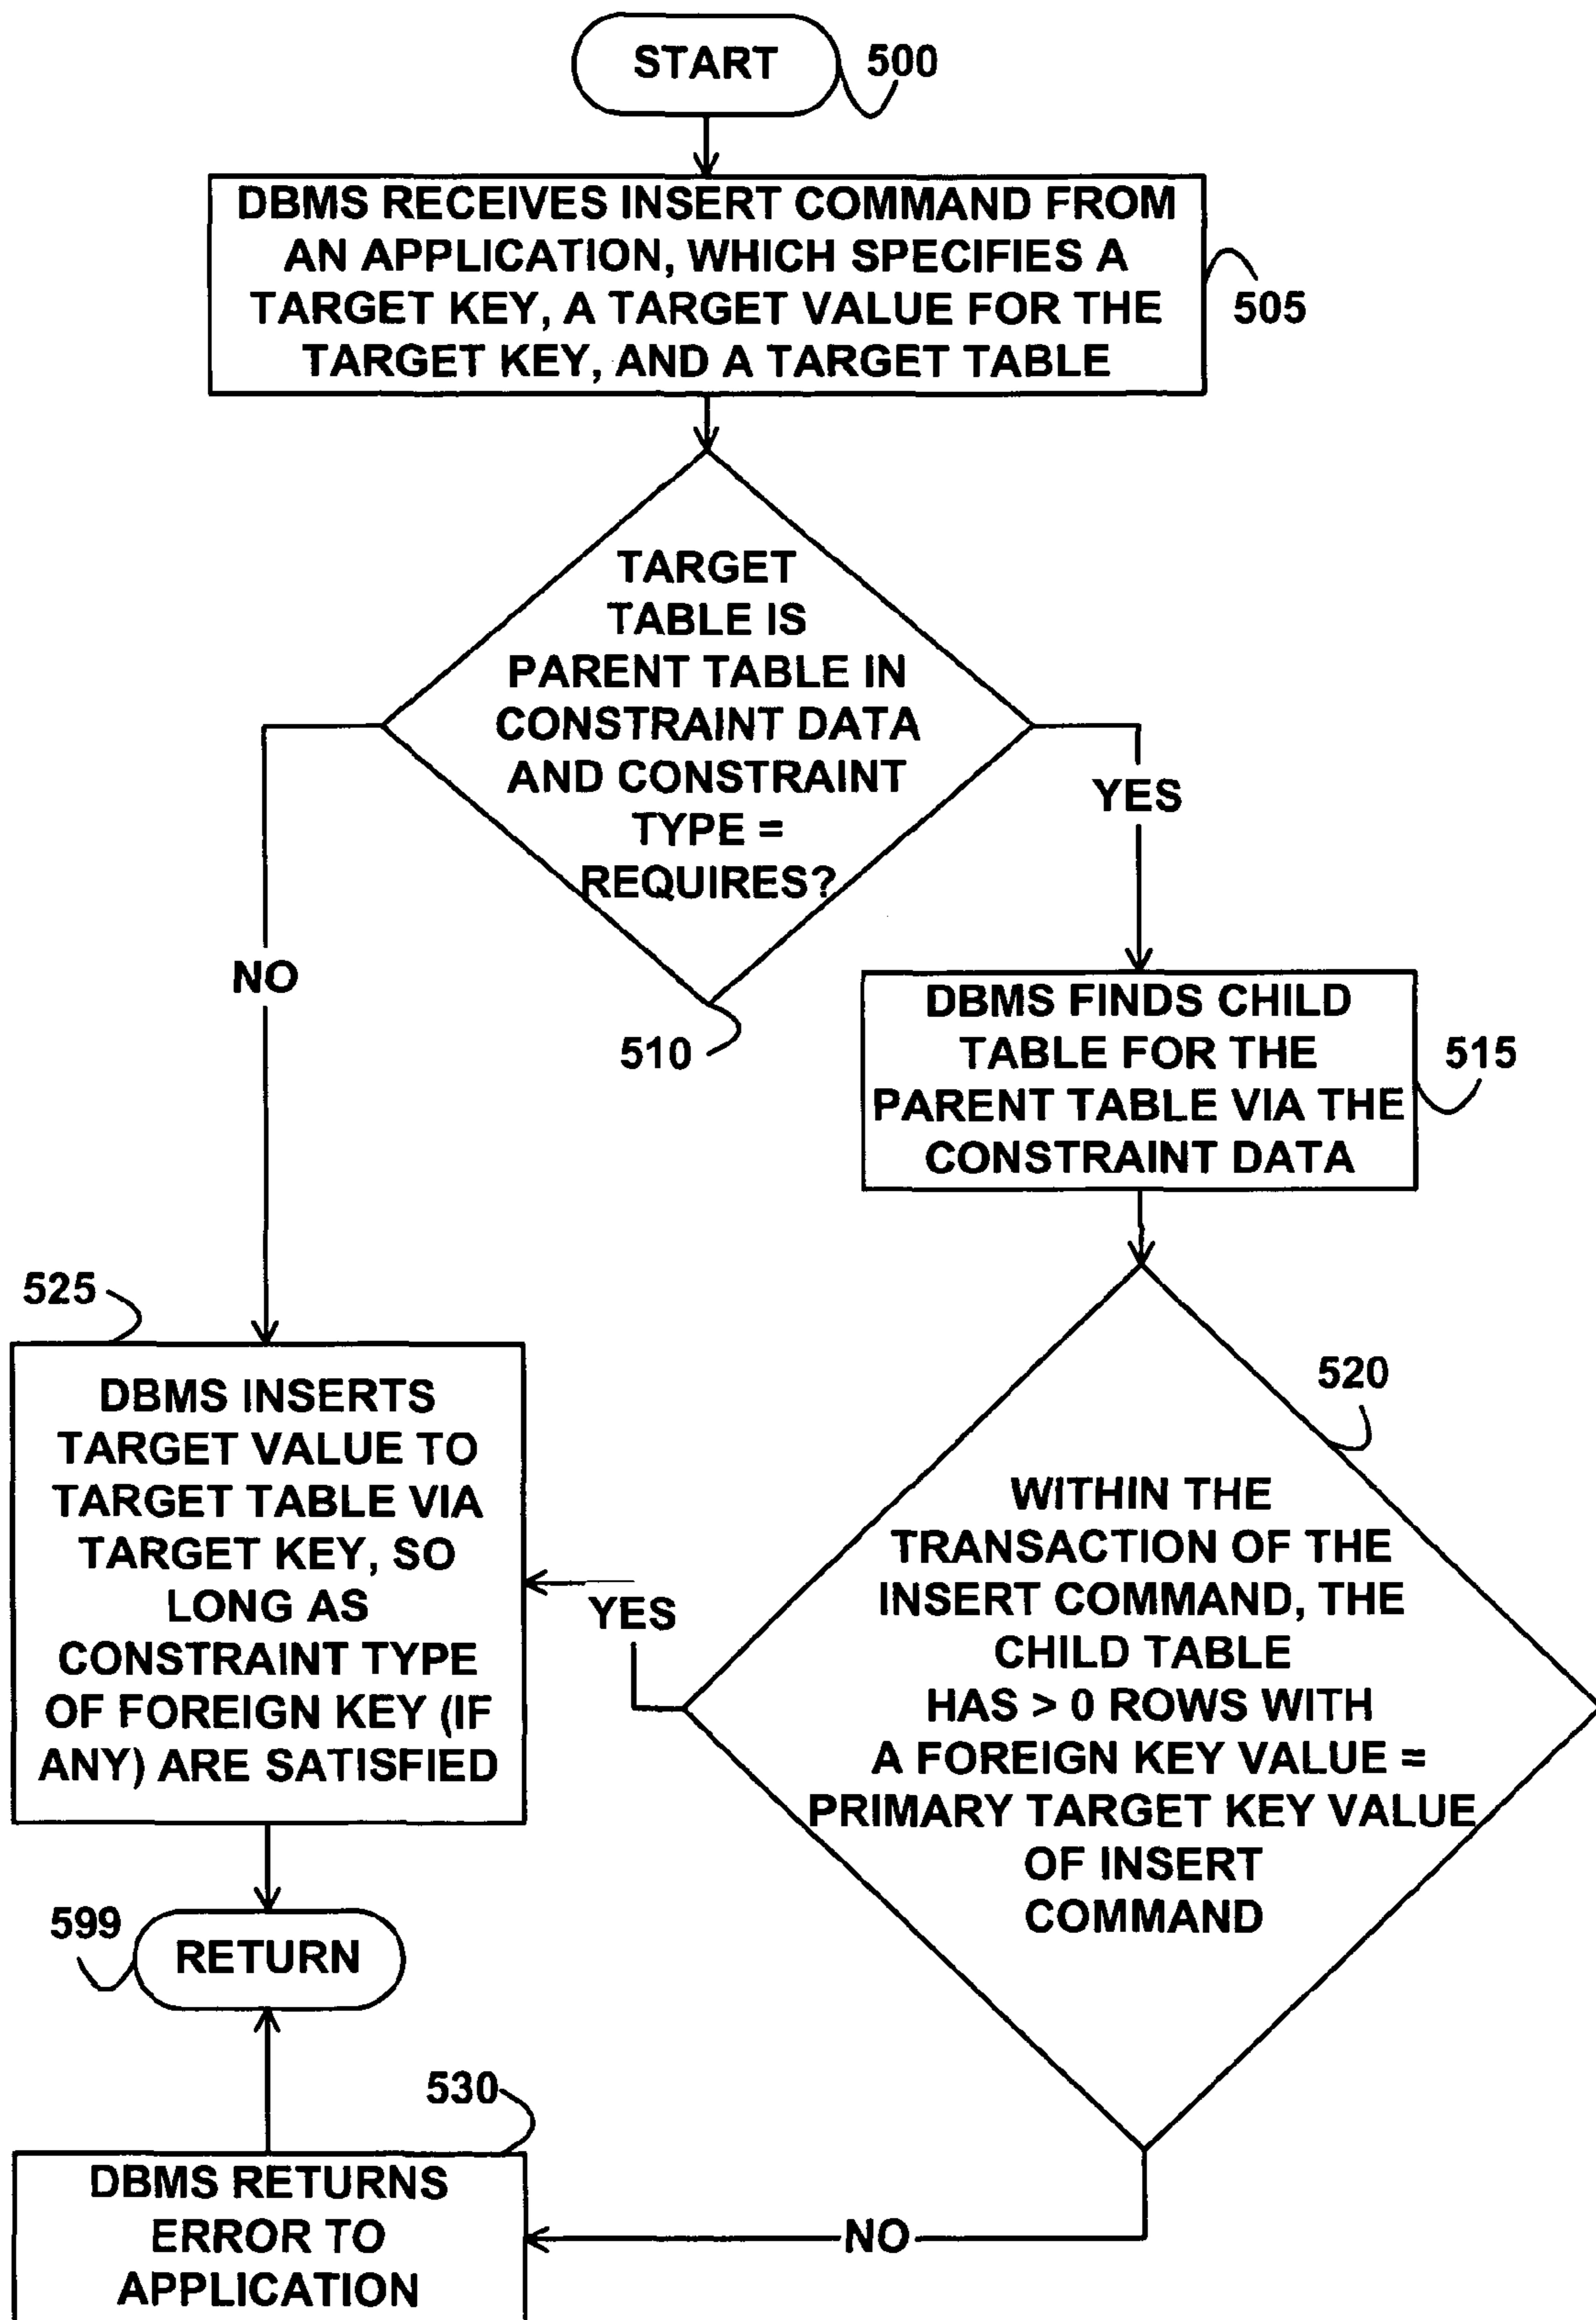 START
500
DBMS RECEIVES INSERT COMMAND FROM
AN APPLICATION, WHICH SPECIFIES A
TARGET KEY, A TARGET VALUE FOR THE
TARGET KEY, AND A TARGET TABLE
505
TARGET
TABLE IS
PARENT TABLE IN
CONSTRAINT DATA
AND CONSTRAINT
TYPE =
REQUIRES?
510
YES
NO
DBMS FINDS CHILD
TABLE FOR THE
PARENT TABLE VIA THE
CONSTRAINT DATA
515
520
WITHIN THE
TRANSACTION OF THE
INSERT COMMAND, THE
CHILD TABLE
HAS > 0 ROWS WITH
A FOREIGN KEY VALUE =
PRIMARY TARGET KEY VALUE
OF INSERT
COMMAND
YES
525
DBMS INSERTS
TARGET VALUE TO
TARGET TABLE VIA
TARGET KEY, SO
LONG AS
CONSTRAINT TYPE
OF FOREIGN KEY (IF
ANY) ARE SATISFIED
599
RETURN
530
DBMS RETURNS
ERROR TO
APPLICATION
NO